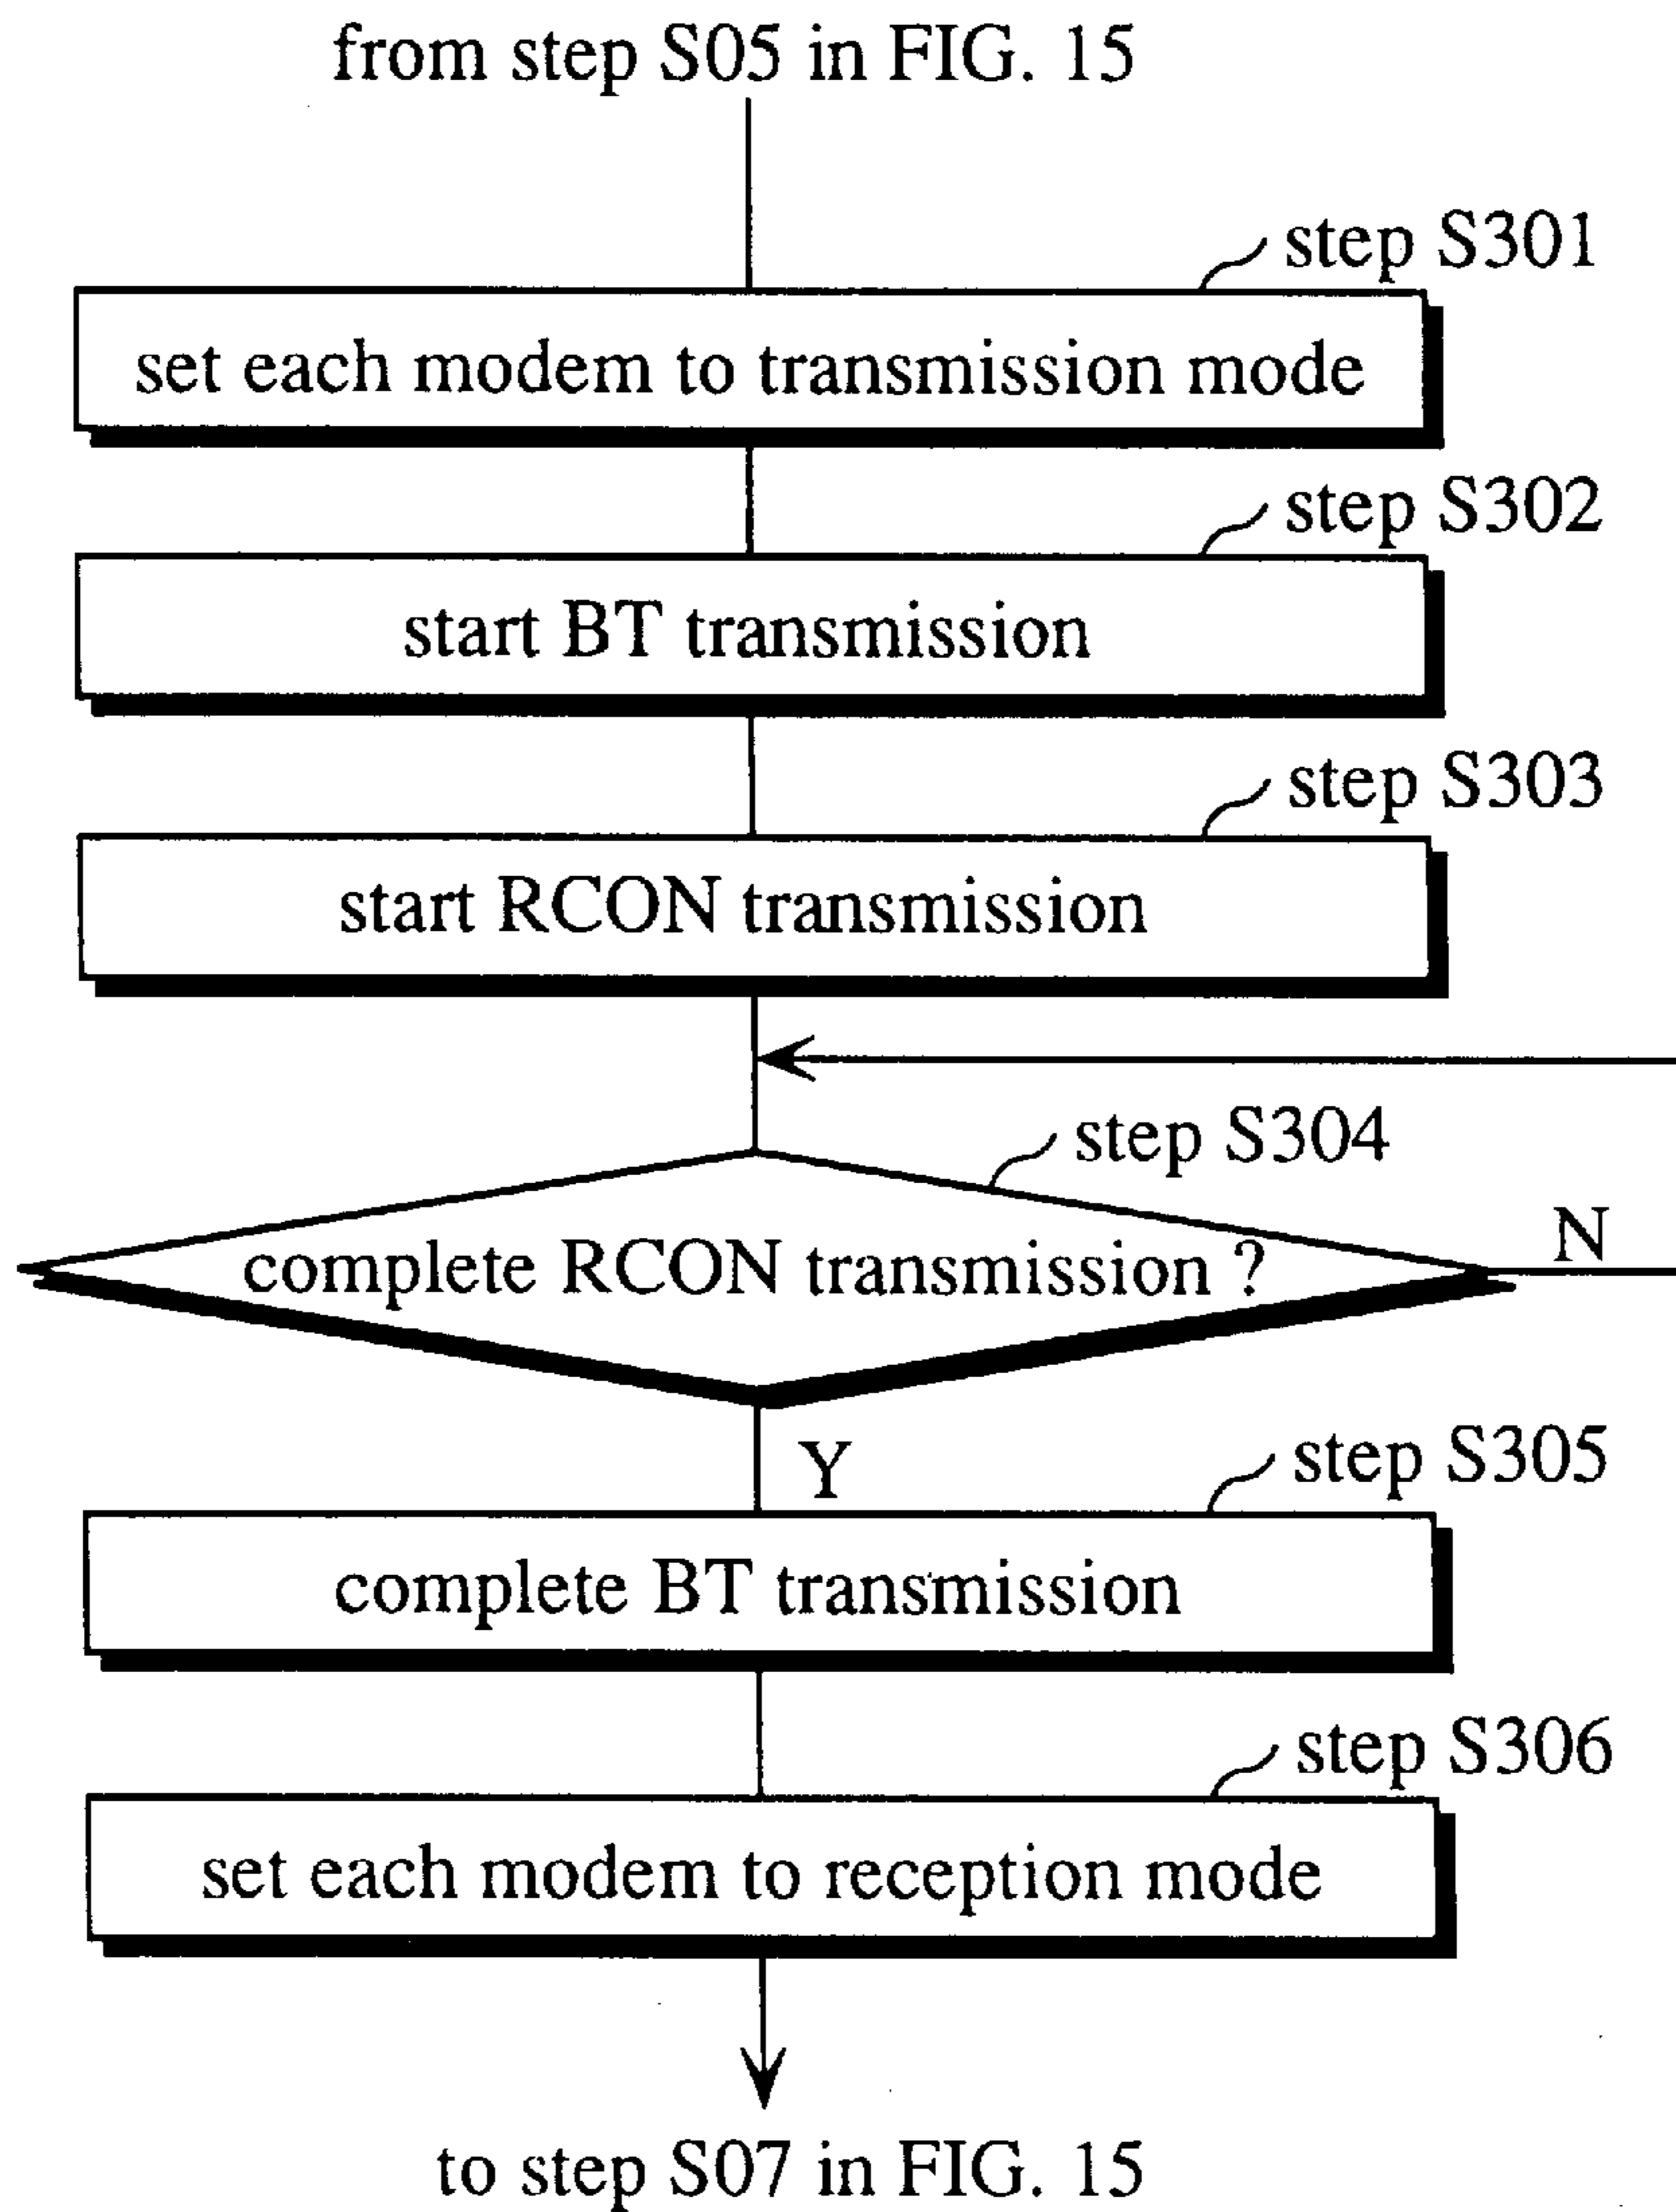 from step S05 in FIG. 15
step S301
set each modem to transmission mode
step S302
start BT transmission
step S303
start RCON transmission
step S304
complete RCON transmission ?
N
Y
step S305
complete BT transmission
step S306
set each modem to reception mode
to step S07 in FIG. 15